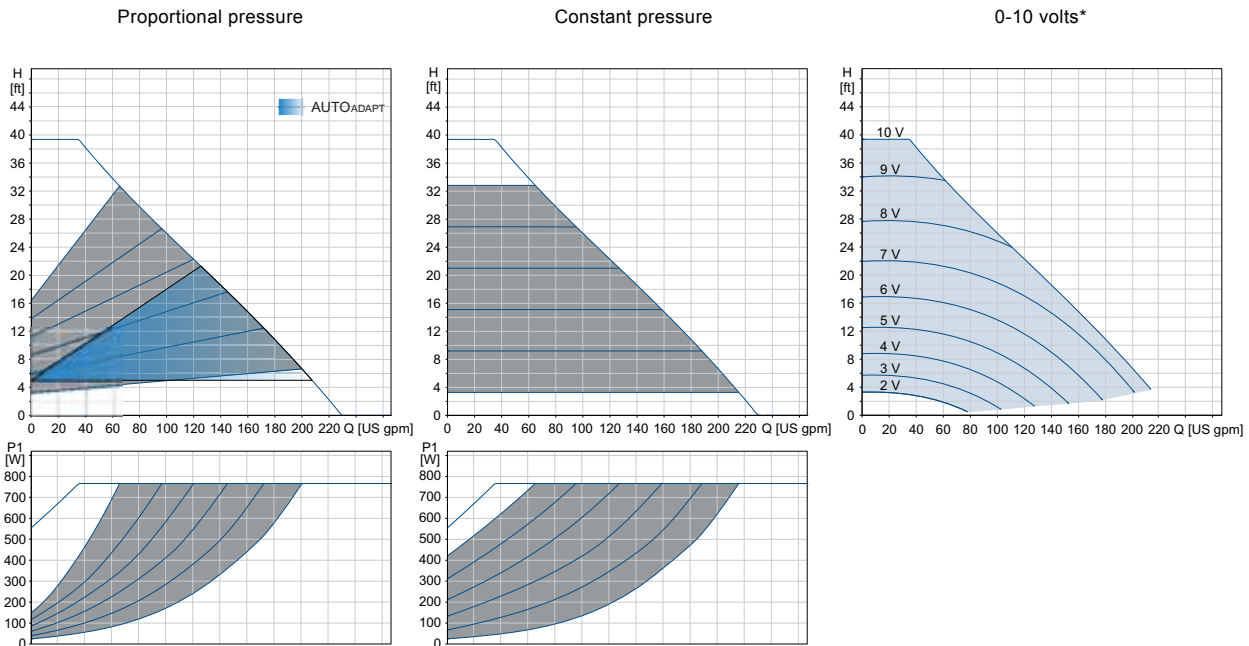 Proportional pressure
Constant pressure
0-10 volts*
H
[ft]
44
40
36
32
28
24
20
16
12
8
4
0
AUTOADAPT
0 20 40 60 80 100 120 140 160 180 200 220 Q [US gpm]
H
[ft]
44
40
36
32
28
24
20
16
12
8
4
0
0 20 40 60 80 100 120 140 160 180 200 220 Q [US gpm]
H
[ft]
44
40
36
32
28
24
20
16
12
8
4
0
10 V
9 V
8 V
7 V
6 V
5 V
4 V
3 V
2 V
0 20 40 60 80 100 120 140 160 180 200 220 Q [US gpm]
P1
[W]
800
700
600
500
400
300
200
100
0
P1
[W]
800
700
600
500
400
300
200
100
0